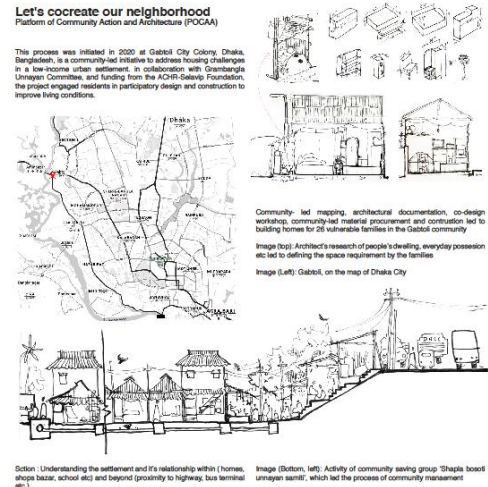 Let's cocreate our neighborhood
Platform of Community Action and Architecture (POCAA)
This process was initiated in 2020 at Gabtoli City Colony, Dhaka,
Bangladesh, is a community-led initiative to address housing challenges
in a low-income urban settlement. in collaboration with Grambangla
Unnayan Committee, and funding from the ACHR-Selavip Foundation,
the project engaged residents in participatory design and construction to
improve living conditions.
Dhaka
Community- led mapping, architectural documentation, co-design
workshop, community-led material procurement and contrustion led to
building homes for 26 vulnerable families in the Gabtoli community
Image (top): Architect's research of people's dwelling, everyday possesion
etc led to defining the space requirement by the families
Image (Left): Gabtoli, on the map of Dhaka City
Sction : Understanding the settlement and it's relationship within ( homes,
shops bazar, school etc) and beyond (proximity to highway, bus terminal
etc )
Image (Bottom, left): Activity of community saving group 'Shapla bosoti
unnayan samiti', which led the process of community manaement